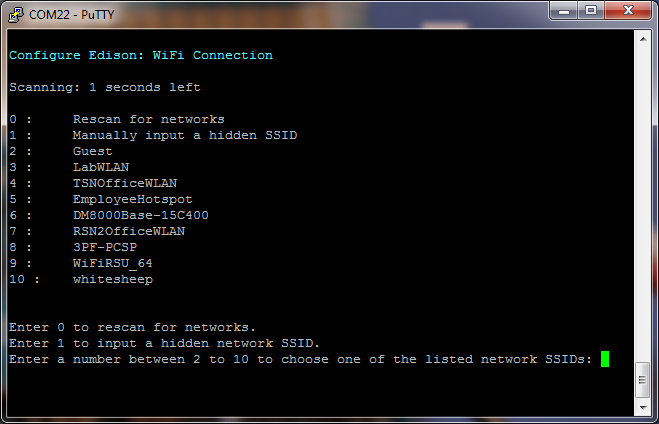 COM22 - PuTTY
Configure Edison: WiFi Connection
Scanning: 1 seconds left
0 : Rescan for networks
1 : Manually input a hidden SSID
2 : Guest
3 : LabWLAN
4 : TSNOfficeWLAN
5 : EmployeeHotspot
6 : DM8000Base-15C400
7 : RSN2OfficeWLAN
8 : 3PF-PCSP
9 : WiFiRSU_64
10 : whitesheep
Enter 0 to rescan for networks.
Enter 1 to input a hidden network SSID.
Enter a number between 2 to 10 to choose one of the listed network SSIDs: